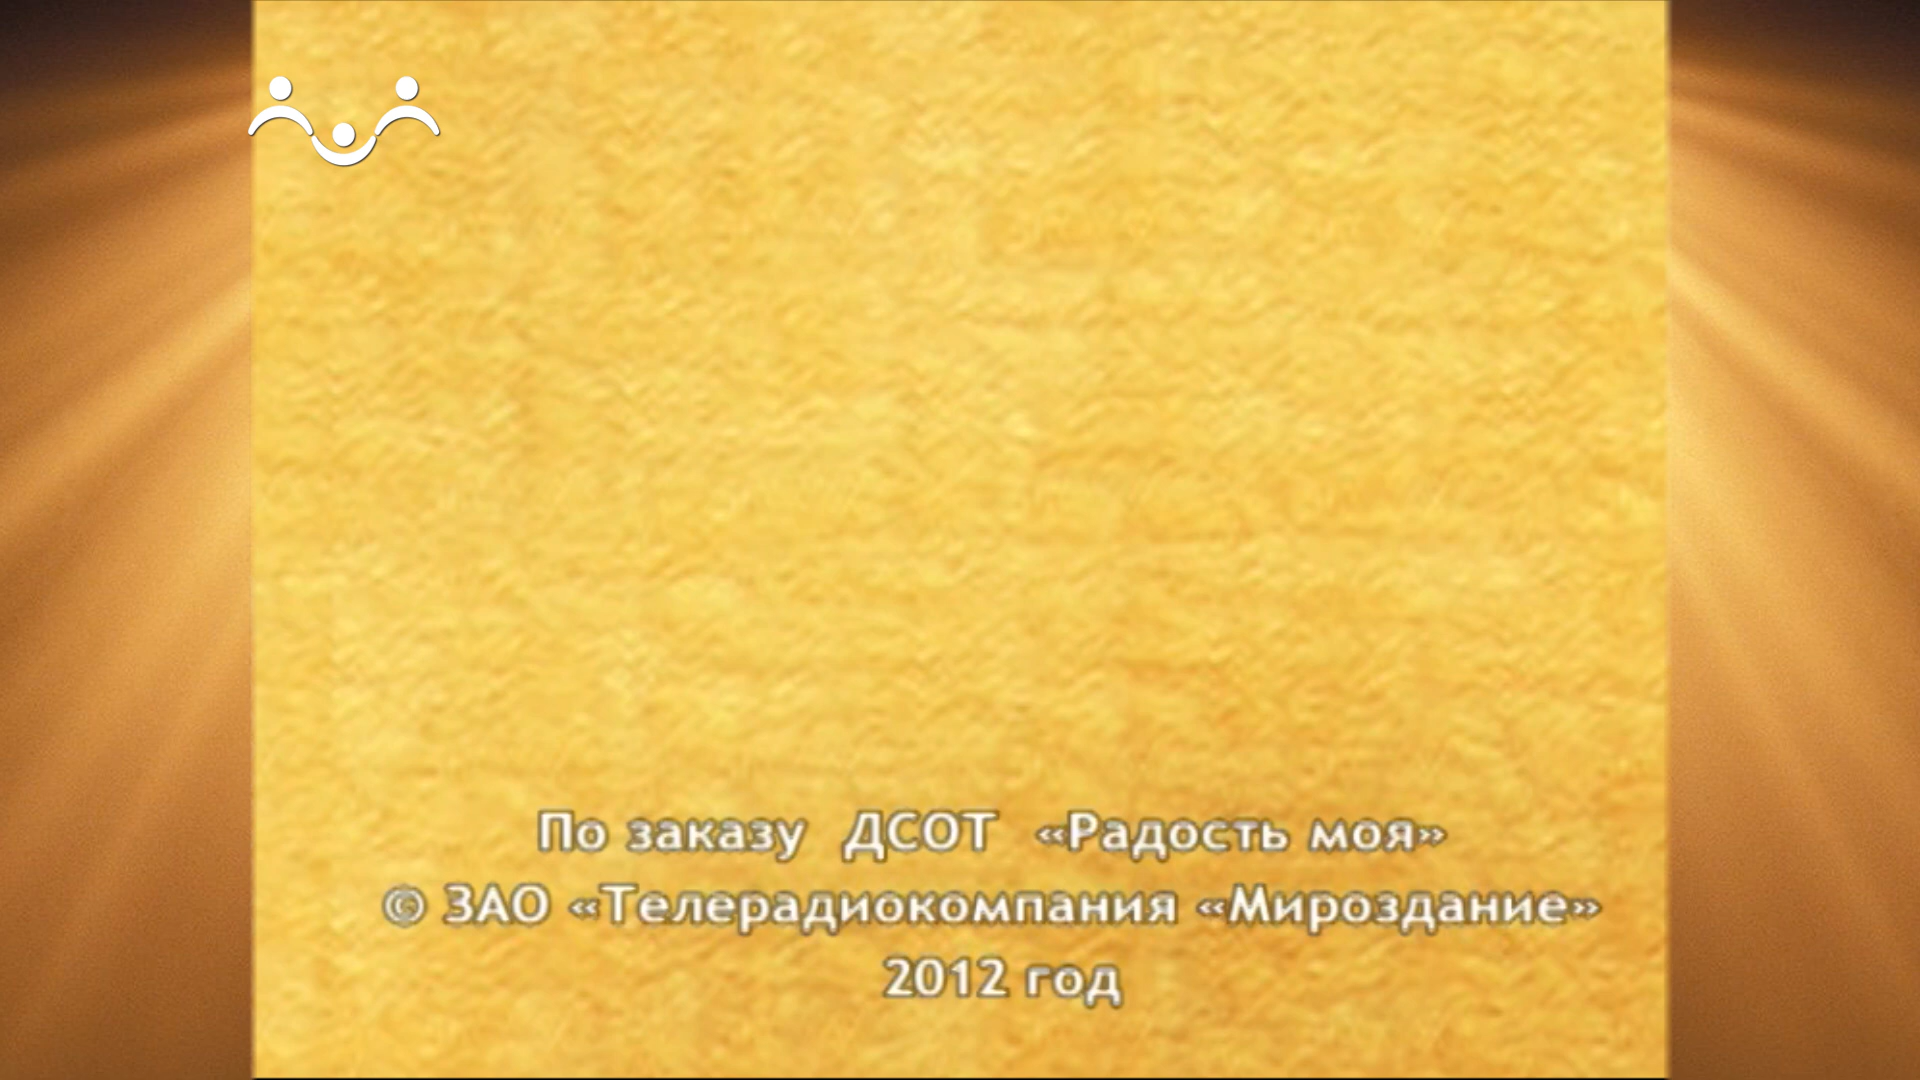 По заказу ДСОТ «Радость моя»
© ЗАО «Телерадиокомпания «Мироздание»
2012 год